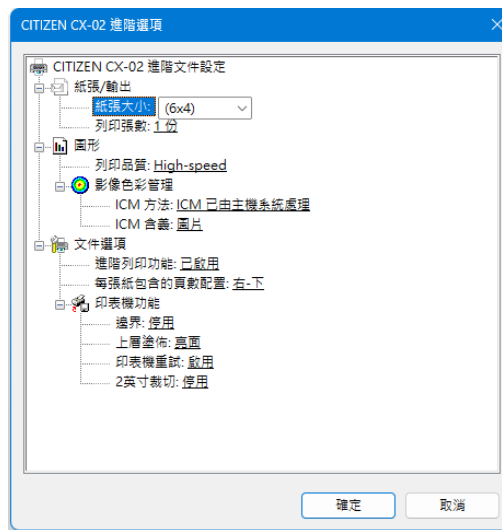 CITIZEN CX-02 進階選項
CITIZEN CX-02 進階文件設定
紙張/輸出
紙張大小: (6x4)
列印張數: 1 份
圖形
列印品質: High-speed
影像色彩管理
ICM 方法: ICM 已由主機系統處理
ICM 含義: 圖片
文件選項
進階列印功能: 已啟用
每張紙包含的頁數配置: 右-下
印表機功能
邊界: 停用
上層塗佈: 亮面
印表機重試: 啟用
2英寸裁切: 停用
確定 取消